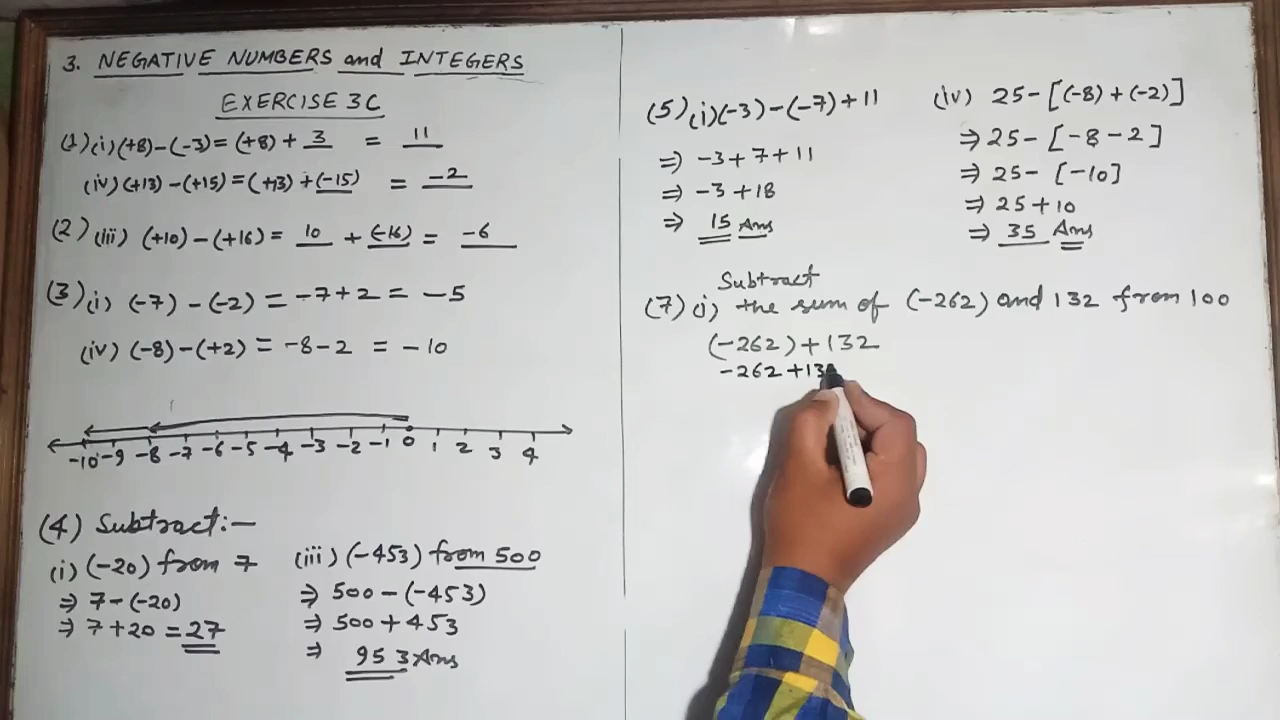 3. NEGATIVE NUMBERS and INTEGERS
EXERCISE 3C
(1) (i) (+8) - (-3) = (+8) + 3 = 11
(iv) (+13) - (+15) = (+13) + (-15) = -2
(2) (iii) (+10) - (+16) = 10 + (-16) = -6
(3) (i) (-7) - (-2) = -7+2 = -5
(iv) (-8) - (+2) = -8-2 = -10
-10 -9 -8 -7 -6 -5 -4 -3 -2 -1 0 1 2 3 4
(4) Subtract:-
(i) (-20) from 7
⇒ 7-(-20)
⇒ 7+20 = 27
(iii) (-453) from 500
⇒ 500 - (-453)
⇒ 500 + 453
⇒ 953 Ans
(5) (i) (-3) - (-7) + 11
⇒ -3+7+11
⇒ -3+18
⇒ 15 Ans
(iv) 25-[(-8)+(-2)]
⇒ 25-[-8-2]
⇒ 25-[-10]
⇒ 25+10
⇒ 35 Ans
Subtract
(7) (i) the sum of (-262) and 132 from 100
(-262)+132
-262+13